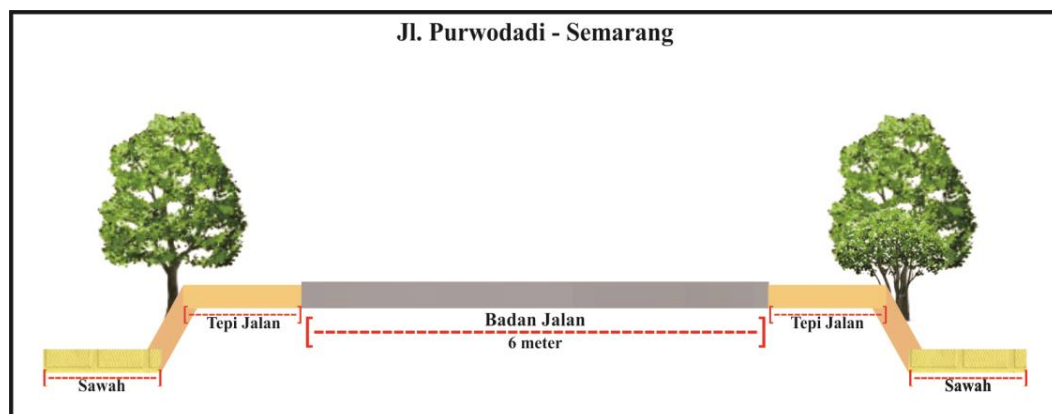 Jl. Purwodadi - Semarang
Tepi Jalan
Badan Jalan
6 meter
Tepi Jalan
Sawah
Sawah